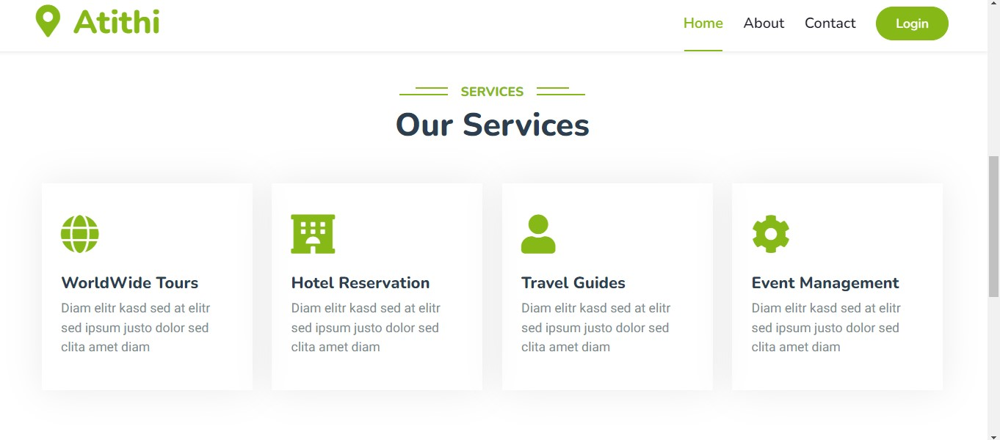 Atithi
Home About Contact Login
SERVICES
Our Services
WorldWide Tours
Diam elitr kasd sed at elitr
sed ipsum justo dolor sed
clita amet diam
Hotel Reservation
Diam elitr kasd sed at elitr
sed ipsum justo dolor sed
clita amet diam
Travel Guides
Diam elitr kasd sed at elitr
sed ipsum justo dolor sed
clita amet diam
Event Management
Diam elitr kasd sed at elitr
sed ipsum justo dolor sed
clita amet diam